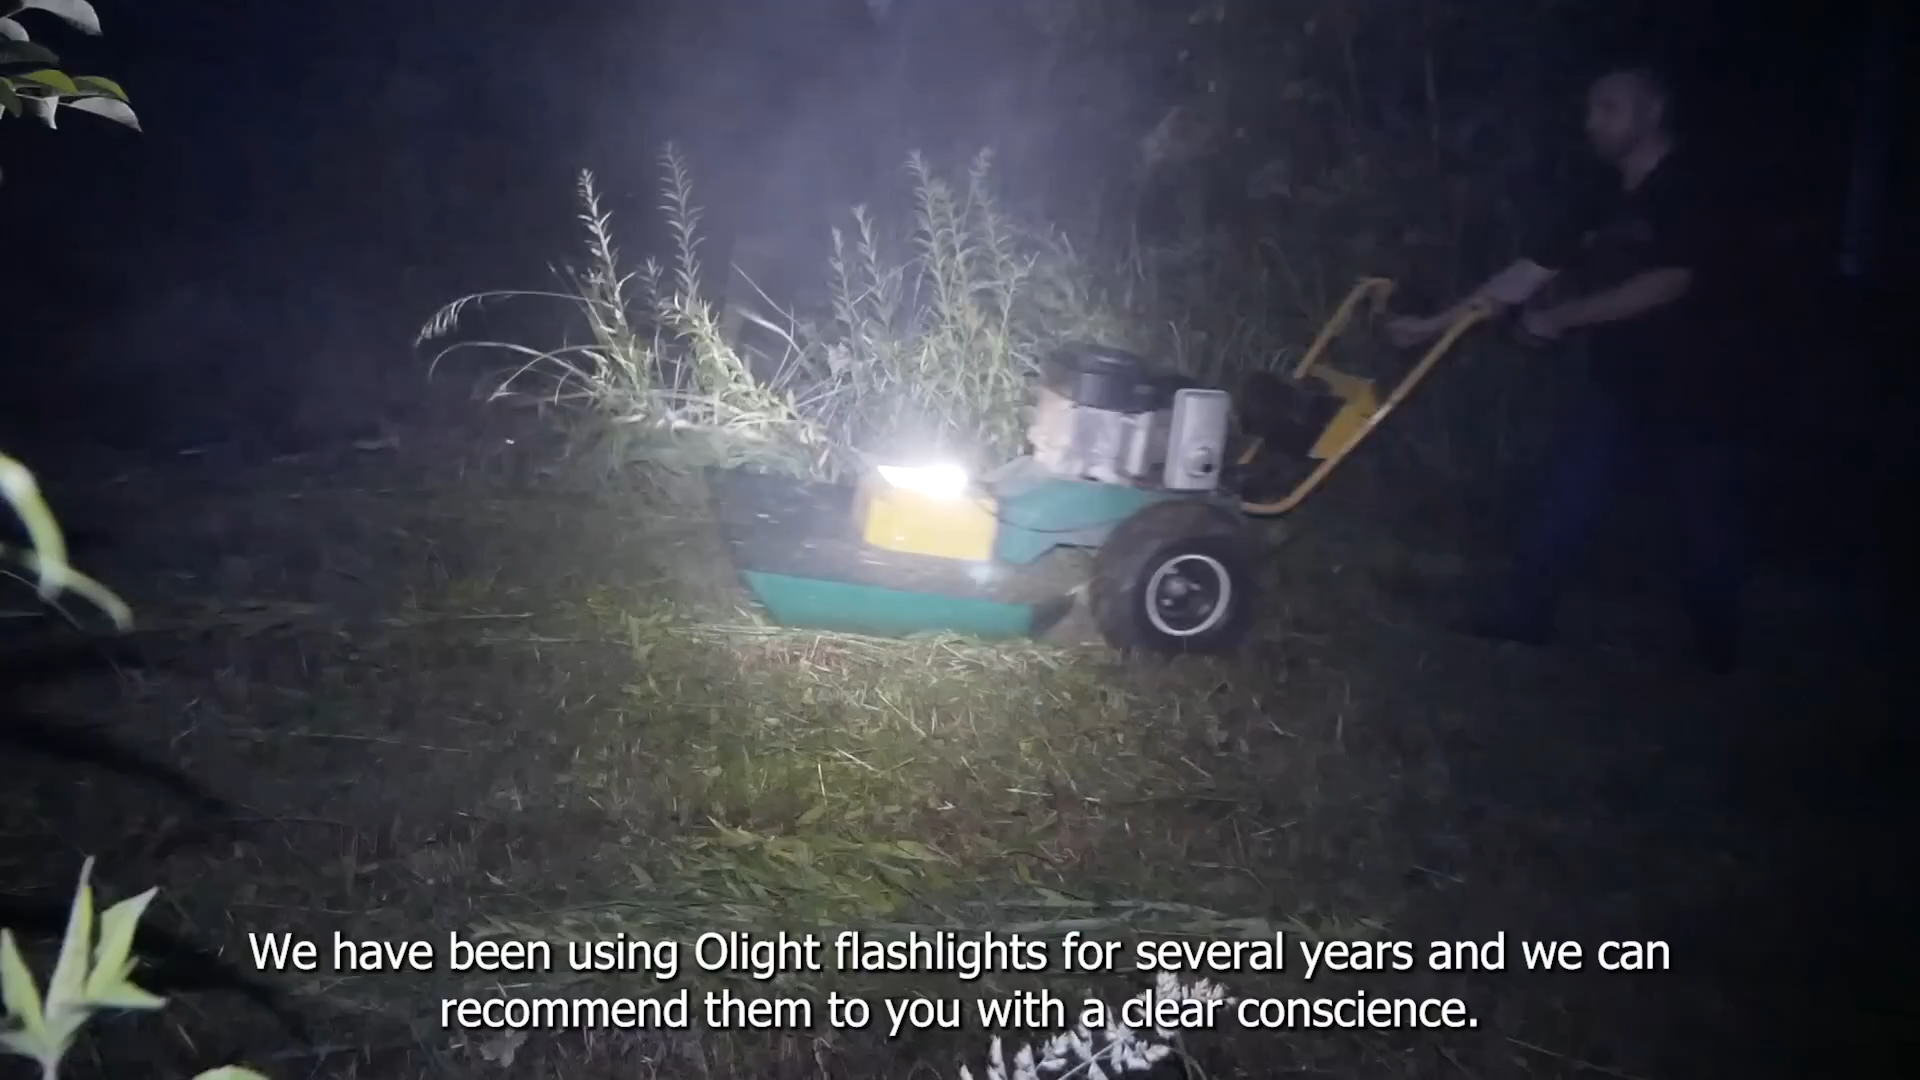 We have been using Olight flashlights for several years and we can
recommend them to you with a clear conscience.